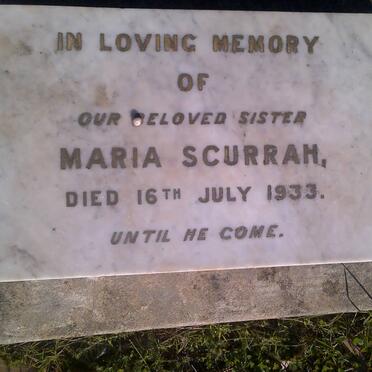 IN LOVING MEMORY
OF
OUR BELOVED SISTER
MARIA SCURRAH,
DIED 16TH JULY 1933.
UNTIL HE COME.